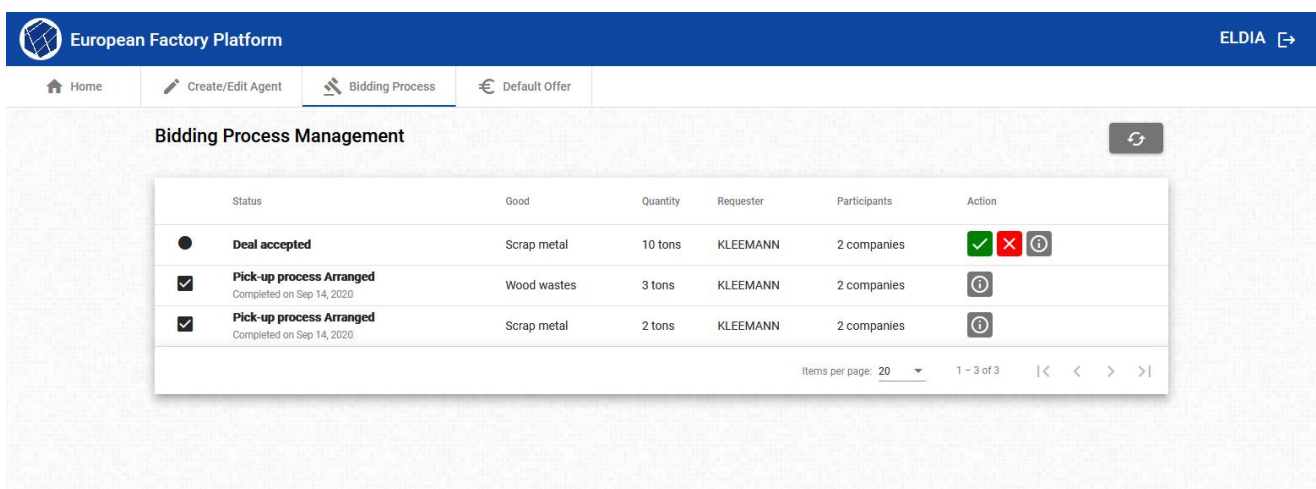 European Factory Platform
ELDIA
Home Create/Edit Agent Bidding Process Default Offer
Bidding Process Management
Status Good Quantity Requester Participants Action
Deal accepted Scrap metal 10 tons KLEEMANN 2 companies
Pick-up process Arranged
Completed on Sep 14, 2020
Wood wastes 3 tons KLEEMANN 2 companies
Pick-up process Arranged
Completed on Sep 14, 2020
Scrap metal 2 tons KLEEMANN 2 companies
Items per page: 20 1 – 3 of 3